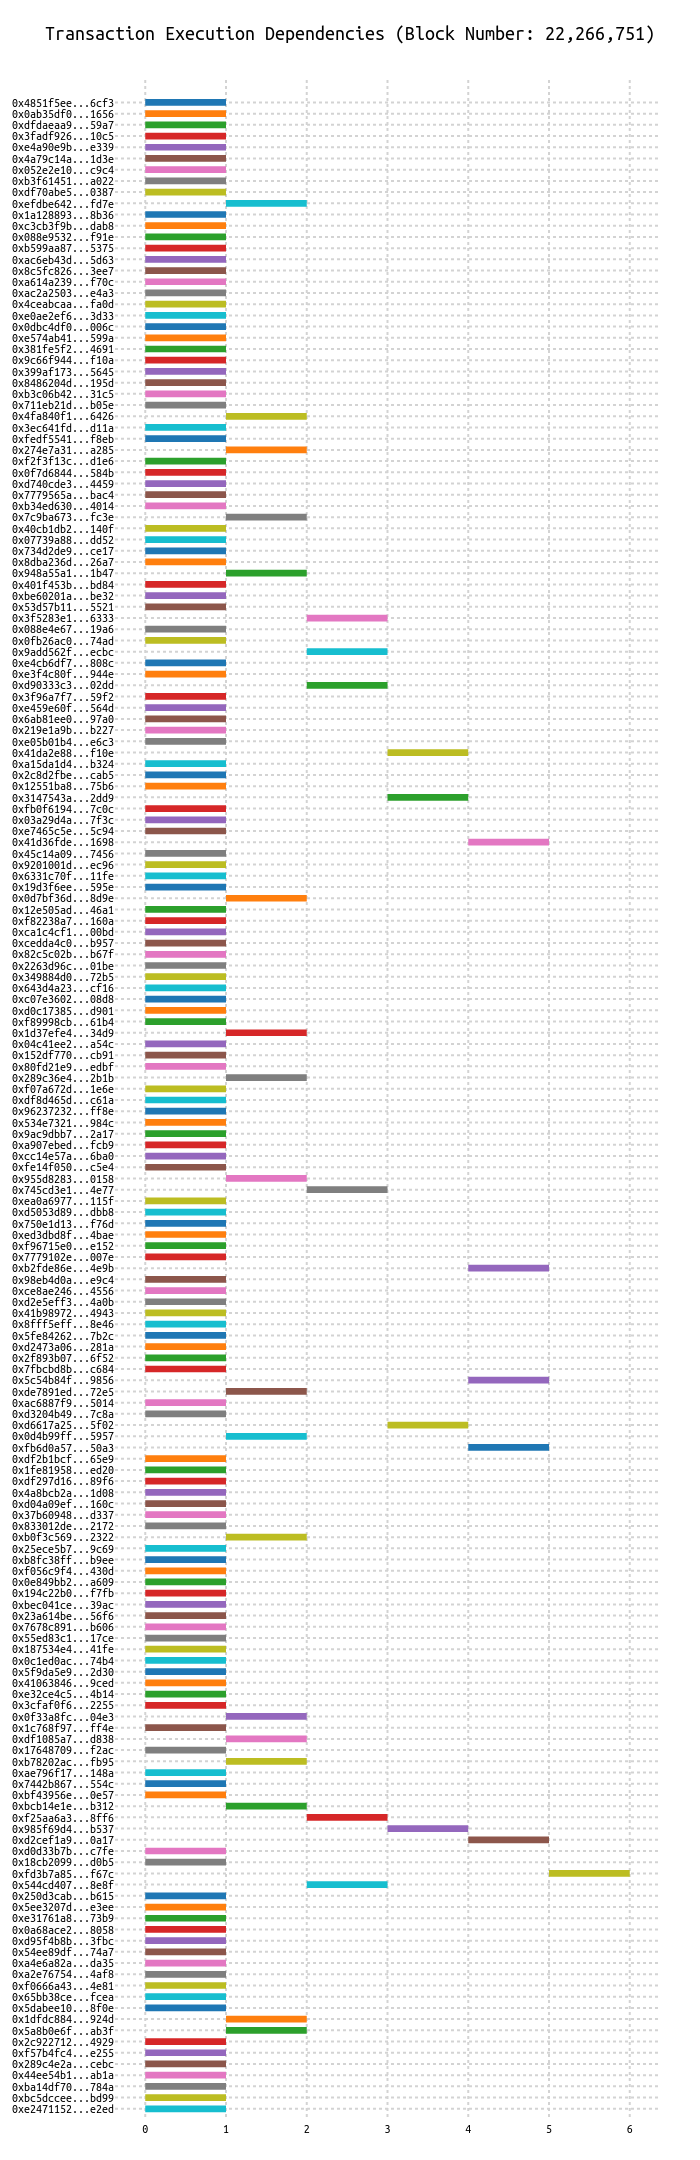 Transaction Execution Dependencies (Block Number: 22,266,751)
0x4851f5ee...6cf3
0x0ab35df0...1656
0xdfdaeaa9...59a7
0x3fadf926...10c5
0xe4a90e9b...e339
0x4a79c14a...1d3e
0x052e2e10...c9c4
0xb3f61451...a022
0xdf70abe5...0387
0xefdbe642...fd7e
0x1a128893...8b36
0xc3cb3f9b...dab8
0x088e9532...f91e
0xb599aa87...5375
0xac6eb43d...5d63
0x8c5fc826...3ee7
0xa614a239...f70c
0xac2a2503...e4a3
0x4ceabcaa...fa0d
0xe0ae2ef6...3d33
0x0dbc4df0...006c
0xe574ab41...599a
0x381fe5f2...4691
0x9c66f944...f10a
0x399af173...5645
0x8486204d...195d
0xb3c06b42...31c5
0x711eb21d...b05e
0x4fa840f1...6426
0x3ec641fd...d11a
0xfedf5541...f8eb
0x274e7a31...a285
0xf2f3f13c...d1e6
0x0f7d6844...584b
0xd740cde3...4459
0x7779565a...bac4
0xb34ed630...4014
0x7c9ba673...fc3e
0x40cb1db2...140f
0x07739a88...dd52
0x734d2de9...ce17
0x8dba236d...26a7
0x948a55a1...1b47
0x401f453b...bd84
0xbe60201a...be32
0x53d57b11...5521
0x3f5283e1...6333
0x088e4e67...19a6
0x0fb26ac0...74ad
0x9add562f...ecbc
0xe4cb6df7...808c
0xe3f4c80f...944e
0xd90333c3...02dd
0x3f96a7f7...59f2
0xe459e60f...564d
0x6ab81ee0...97a0
0x219e1a9b...b227
0xe05b01b4...e6c3
0x41da2e88...f10e
0xa15da1d4...b324
0x2c8d2fbe...cab5
0x12551ba8...75b6
0x3147543a...2dd9
0xfb0f6194...7c0c
0x03a29d4a...7f3c
0xe7465c5e...5c94
0x41d36fde...1698
0x45c14a09...7456
0x9201001d...ec96
0x6331c70f...11fe
0x19d3f6ee...595e
0x0d7bf36d...8d9e
0x12e505ad...46a1
0xf82238a7...160a
0xca1c4cf1...00bd
0xcedda4c0...b957
0x82c5c02b...b67f
0x2263d96c...01be
0x349884d0...72b5
0x643d4a23...cf16
0xc07e3602...08d8
0xd0c17385...d901
0xf89998cb...61b4
0x1d37efe4...34d9
0x04c41ee2...a54c
0x152df770...cb91
0x80fd21e9...edbf
0x289c36e4...2b1b
0xf07a672d...1e6e
0xdf8d465d...c61a
0x96237232...ff8e
0x534e7321...984c
0x9ac9dbb7...2a17
0xa907ebed...fcb9
0xcc14e57a...6ba0
0xfe14f050...c5e4
0x955d8283...0158
0x745cd3e1...4e77
0xea0a6977...115f
0xd5053d89...dbb8
0x750e1d13...f76d
0xed3dbd8f...4bae
0xf96715e0...e152
0x7779102e...007e
0xb2fde86e...4e9b
0x98eb4d0a...e9c4
0xce8ae246...4556
0xd2e5eff3...4a0b
0x41b98972...4943
0x8fff5eff...8e46
0x5fe84262...7b2c
0xd2473a06...281a
0x2f893b07...6f52
0x7fbcbd8b...c684
0x5c54b84f...9856
0xde7891ed...72e5
0xac6887f9...5014
0xd3204b49...7c8a
0xd6617a25...5f02
0x0d4b99ff...5957
0xfb6d0a57...50a3
0xdf2b1bcf...65e9
0x1fe81958...ed20
0xdf297d16...89f6
0x4a8bcb2a...1d08
0xd04a09ef...160c
0x37b60948...d337
0x833012de...2172
0xb0f3c569...2322
0x25ece5b7...9c69
0xb8fc38ff...b9ee
0xf056c9f4...430d
0x0e849bb2...a609
0x194c22b0...f7fb
0xbec041ce...39ac
0x23a614be...56f6
0x7678c891...b606
0x55ed83c1...17ce
0x187534e4...41fe
0x0c1ed0ac...74b4
0x5f9da5e9...2d30
0x41063846...9ced
0xe32ce4c5...4b14
0x3cfaf0f6...2255
0x0f33a8fc...04e3
0x1c768f97...ff4e
0xdf1085a7...d838
0x17648709...f2ac
0xb78202ac...fb95
0xae796f17...148a
0x7442b867...554c
0xbf43956e...0e57
0xbcb14e1e...b312
0xf25aa6a3...8ff6
0x985f69d4...b537
0xd2cef1a9...0a17
0xd0d33b7b...c7fe
0x18cb2099...d0b5
0xfd3b7a85...f67c
0x544cd407...8e8f
0x250d3cab...b615
0x5ee3207d...e3ee
0xe31761a8...73b9
0x0a68ace2...8058
0xd95f4b8b...3fbc
0x54ee89df...74a7
0xa4e6a82a...da35
0xa2e76754...4af8
0xf0666a43...4e81
0x65bb38ce...fcea
0x5dabee10...8f0e
0x1dfdc884...924d
0x5a8b0e6f...ab3f
0x2c922712...4929
0xf57b4fc4...e255
0x289c4e2a...cebc
0x44ee54b1...ab1a
0xba14df70...784a
0xbc5dccee...bd99
0xe2471152...e2ed
0 1 2 3 4 5 6